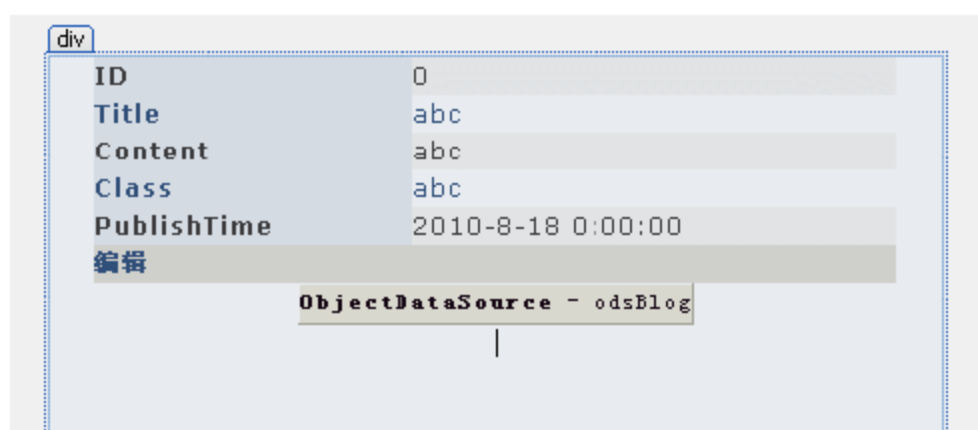 div
ID 0
Title abc
Content abc
Class abc
PublishTime 2010-8-18 0:00:00
编辑
ObjectDataSource - odsBlog